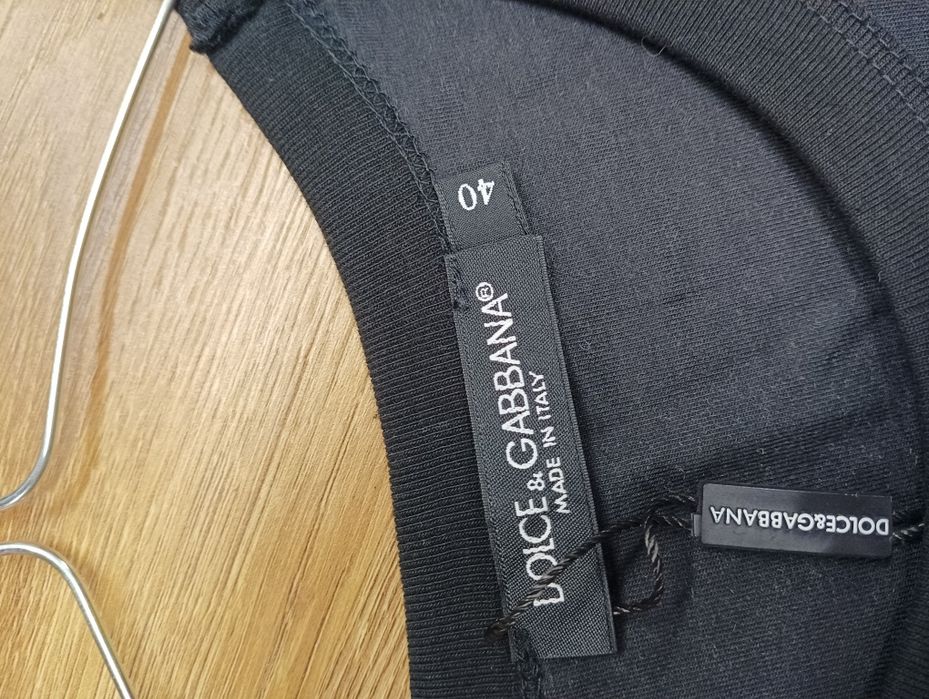 40
DOLCE & GABBANA®
MADE IN ITALY
DOLCE&GABBANA